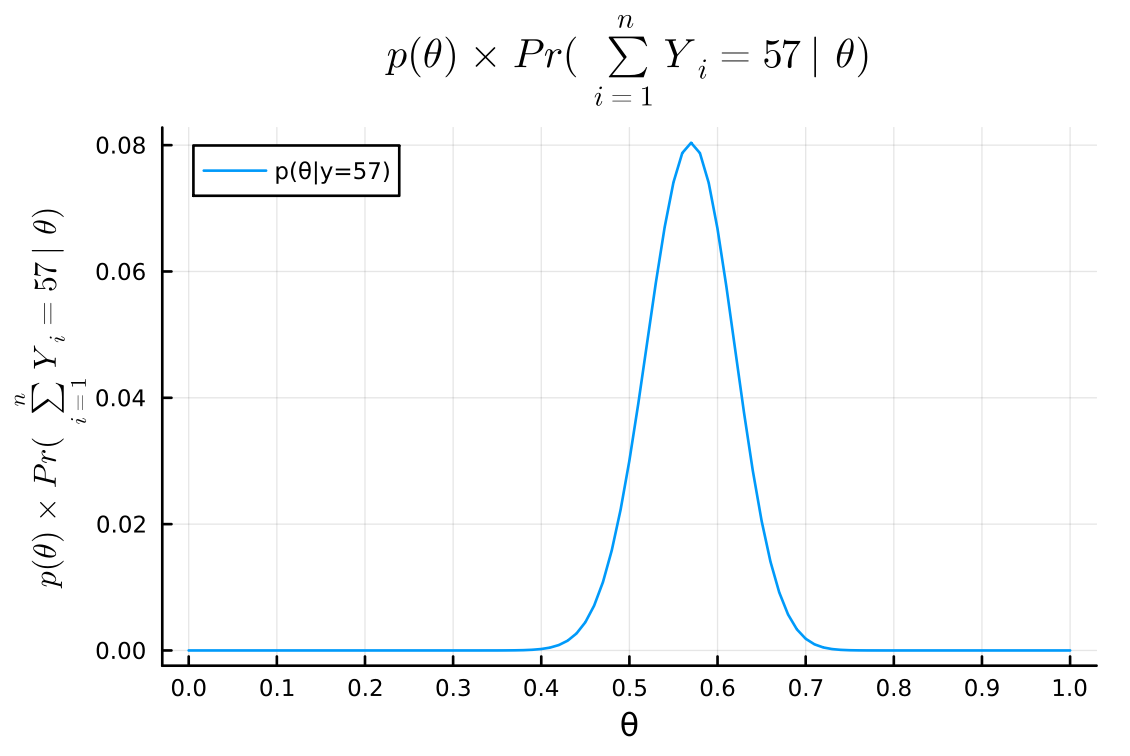 p(θ) × Pr( ∑_{i = 1}^{n} Y_i = 57 | θ)
p(θ|y=57)
p(θ) × Pr( ∑_{i = 1}^{n} Y_i = 57 | θ)
0.08
0.06
0.04
0.02
0.00
0.0 0.1 0.2 0.3 0.4 0.5 0.6 0.7 0.8 0.9 1.0
θ